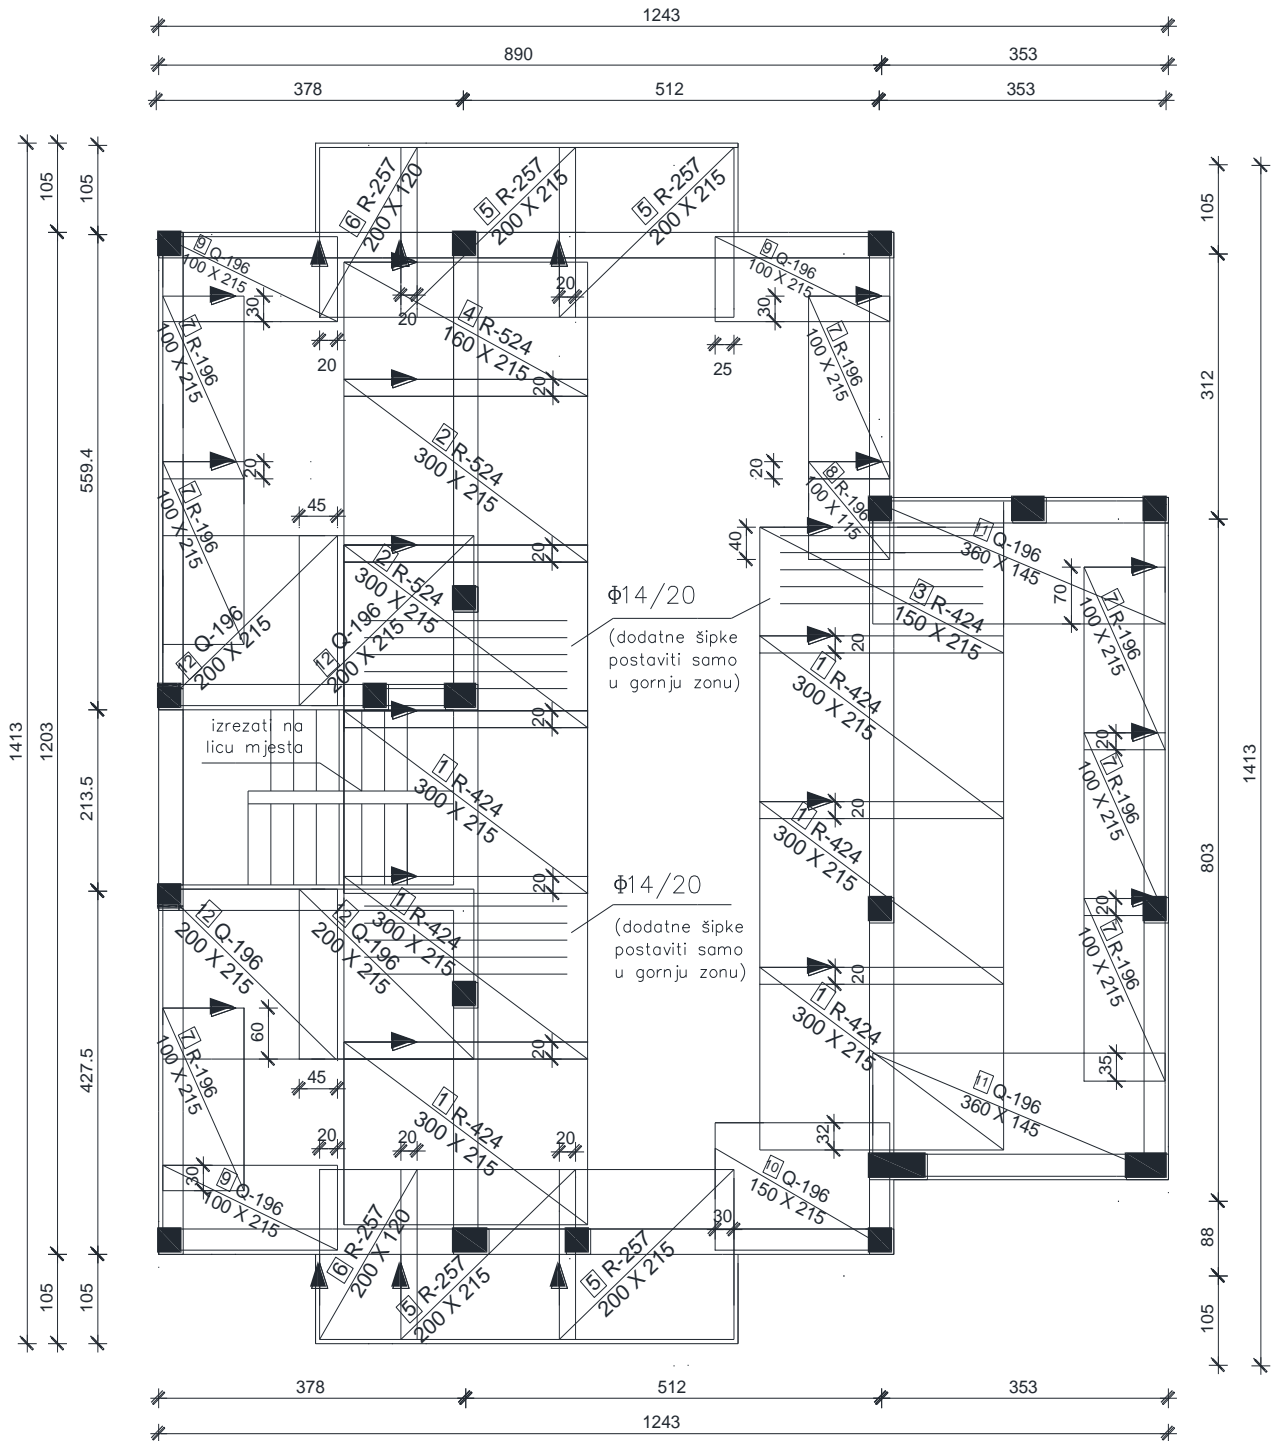 1243
890
353
378
512
353
105
105
105
6 R-257
200 X 120
5 R-257
200 X 215
5 R-257
200 X 215
105
9 Q-196
100 X 215
9 Q-196
100 X 215
30
20
20
30
4 R-524
160 X 215
20
25
7 R-196
100 X 215
7 R-196
100 X 215
20
312
559.4
2 R-524
300 X 215
20
20
7 R-196
100 X 215
8 R-196
100 X 115
45
40
20
2 R-524
300 X 215
11 Q-196
360 X 145
Φ14/20
(dodatne šipke
postaviti samo
u gornju zonu)
3 R-424
150 X 215
70
7 R-196
100 X 215
12 Q-196
200 X 215
12 Q-196
200 X 215
20
1 R-424
300 X 215
izrezati na
licu mjesta
20
20
1413
1203
1413
213.5
1 R-424
300 X 215
7 R-196
100 X 215
20
1 R-424
300 X 215
803
20
Φ14/20
(dodatne šipke
postaviti samo
u gornju zonu)
12 Q-196
200 X 215
12 Q-196
200 X 215
1 R-424
300 X 215
20
7 R-196
100 X 215
20
1 R-424
300 X 215
60
20
427.5
7 R-196
100 X 215
45
35
1 R-424
300 X 215
11 Q-196
360 X 145
20
20
20
32
30
9 Q-196
100 X 215
10 Q-196
150 X 215
30
6 R-257
200 X 120
5 R-257
200 X 215
5 R-257
200 X 215
88
105
105
105
378
512
353
1243